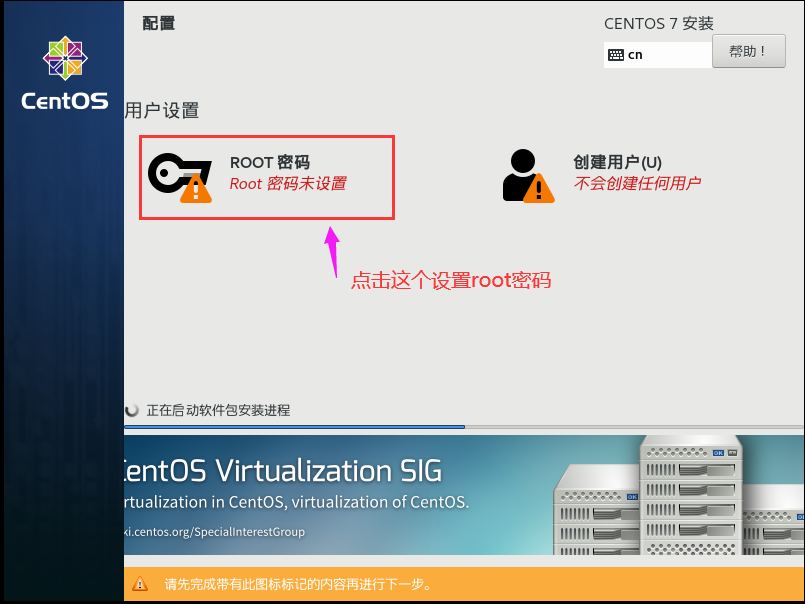 配置
CENTOS 7 安装
cn
帮助！
CentOS
用户设置
ROOT 密码
Root 密码未设置
创建用户(U)
不会创建任何用户
点击这个设置root密码
正在启动软件包安装进程
CentOS Virtualization SIG
rtualization in CentOS, virtualization of CentOS.
ki.centos.org/SpecialInterestGroup
OK
OK
OK
请先完成带有此图标标记的内容再进行下一步。